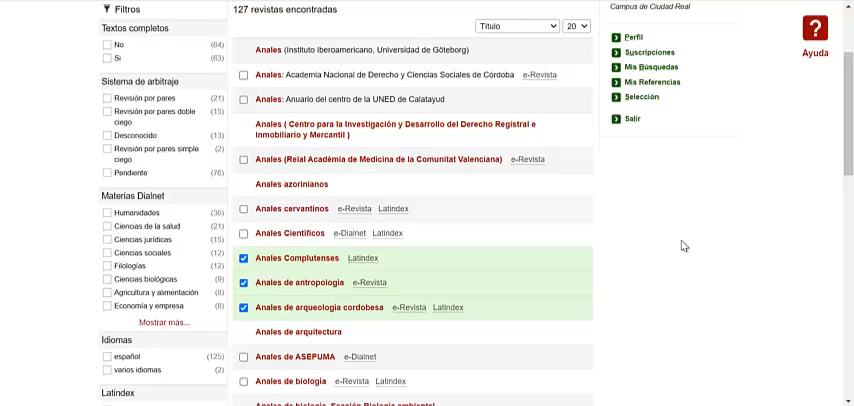 Filtros
Textos completos
No (64)
Si (63)
Sistema de arbitraje
Revisión por pares (21)
Revisión por pares doble (15)
ciego
Desconocido (13)
Revisión por pares simple (2)
ciego
Pendiente (76)
Materias Dialnet
Humanidades (36)
Ciencias de la salud (21)
Ciencias jurídicas (15)
Ciencias sociales (12)
Filologías (12)
Ciencias biológicas (9)
Agricultura y alimentación (8)
Economía y empresa (8)
Mostrar más...
Idiomas
español (125)
varios idiomas (2)
Latindex
127 revistas encontradas
Título 20
Anales (Instituto Iberoamericano, Universidad de Göteborg)
Anales: Academia Nacional de Derecho y Ciencias Sociales de Córdoba e-Revista
Anales: Anuario del centro de la UNED de Calatayud
Anales ( Centro para la Investigación y Desarrollo del Derecho Registral e
Inmobiliario y Mercantil )
Anales (Reial Acadèmia de Medicina de la Comunitat Valenciana) e-Revista
Anales azorinianos
Anales cervantinos e-Revista Latindex
Anales Científicos e-Dialnet Latindex
Anales Complutenses Latindex
Anales de antropología e-Revista
Anales de arqueología cordobesa e-Revista Latindex
Anales de arquitectura
Anales de ASEPUMA e-Dialnet
Anales de biología e-Revista Latindex
Anales de biología. Sección Biología ambiental
Campus de Ciudad Real
Perfil
Suscripciones
Mis Búsquedas
Mis Referencias
Selección
Salir
?
Ayuda